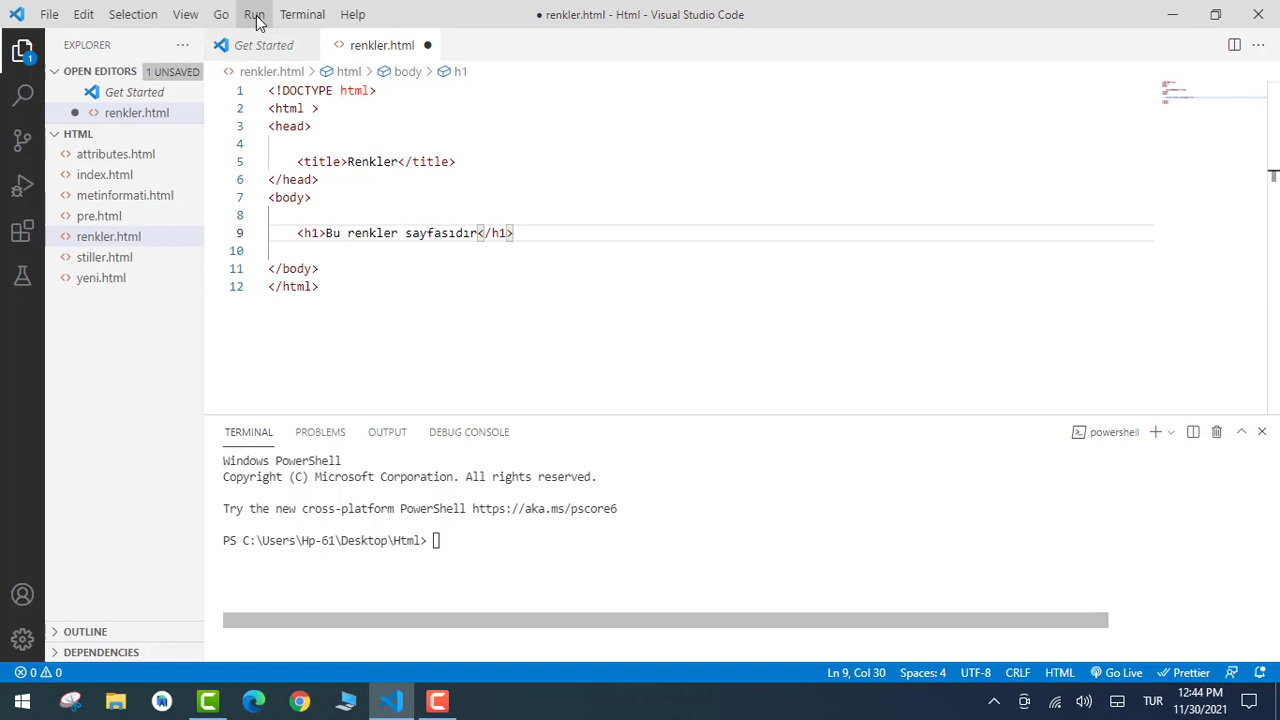 File Edit Selection View Go Run Terminal Help
● renkler.html - Html - Visual Studio Code
EXPLORER
Get Started
renkler.html
OPEN EDITORS 1 UNSAVED
Get Started
renkler.html
HTML
attributes.html
index.html
metinformati.html
pre.html
renkler.html
stiller.html
yeni.html
OUTLINE
DEPENDENCIES
1
renkler.html > html > body > h1
1 <!DOCTYPE html>
2 <html >
3 <head>
4
5 <title>Renkler</title>
6 </head>
7 <body>
8
9 <h1>Bu renkler sayfasıdır</h1>
10
11 </body>
12 </html>
TERMINAL PROBLEMS OUTPUT DEBUG CONSOLE
powershell
Windows PowerShell
Copyright (C) Microsoft Corporation. All rights reserved.
Try the new cross-platform PowerShell https://aka.ms/pscore6
PS C:\Users\Hp-61\Desktop\Html>
0 0
Ln 9, Col 30 Spaces: 4 UTF-8 CRLF HTML Go Live Prettier
TUR
12:44 PM
11/30/2021